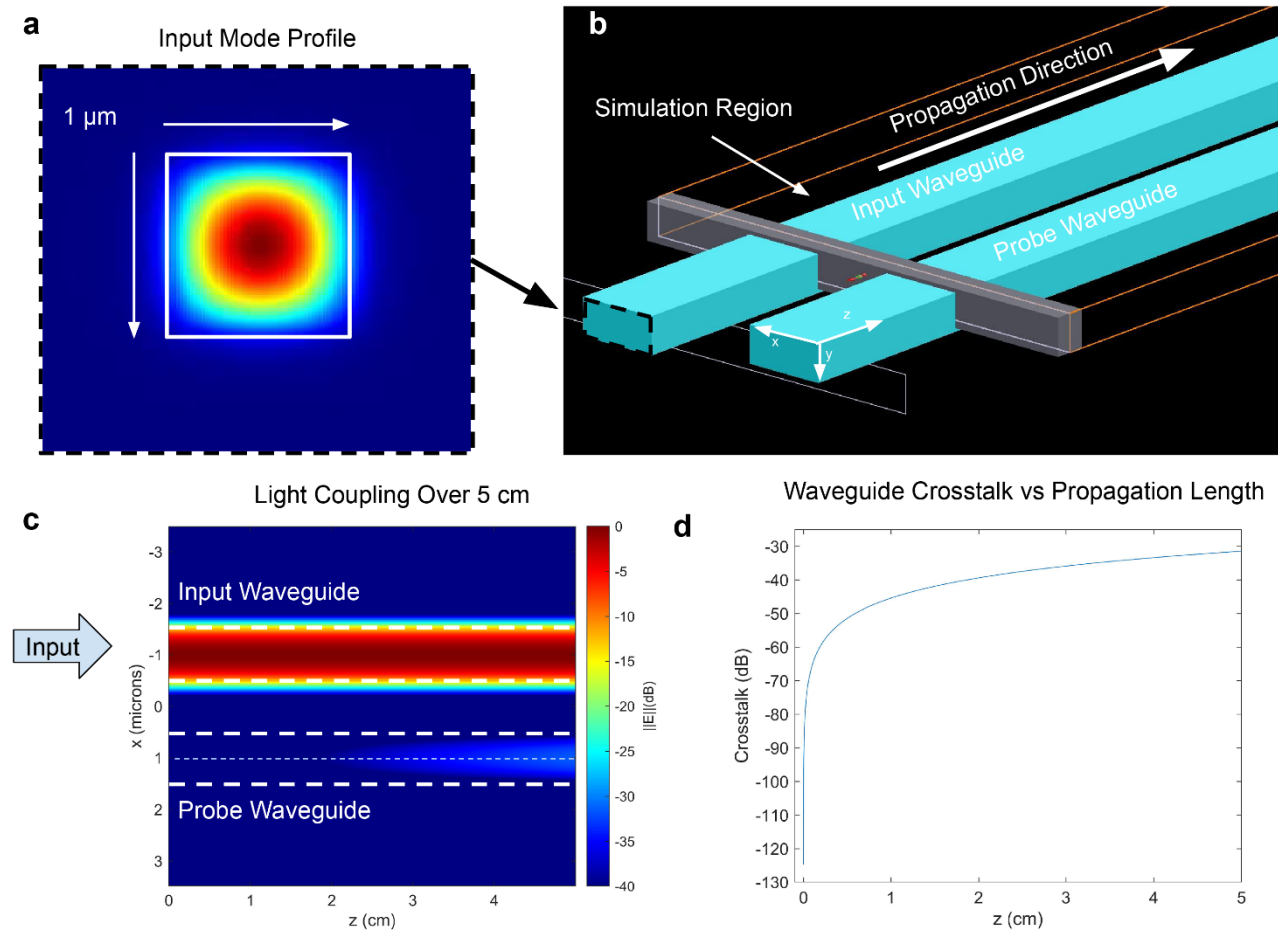 a
Input Mode Profile
1 µm
b
Simulation Region
Propagation Direction
Input Waveguide
Probe Waveguide
x
z
y
c
Light Coupling Over 5 cm
Input
Input Waveguide
Probe Waveguide
x (microns)
-3
-2
-1
0
1
2
3
0
1
2
3
4
z (cm)
0
-5
-10
-15
-20
-25
-30
-35
-40
||E||(dB)
d
Waveguide Crosstalk vs Propagation Length
Crosstalk (dB)
-30
-40
-50
-60
-70
-80
-90
-100
-110
-120
-130
0
1
2
3
4
5
z (cm)